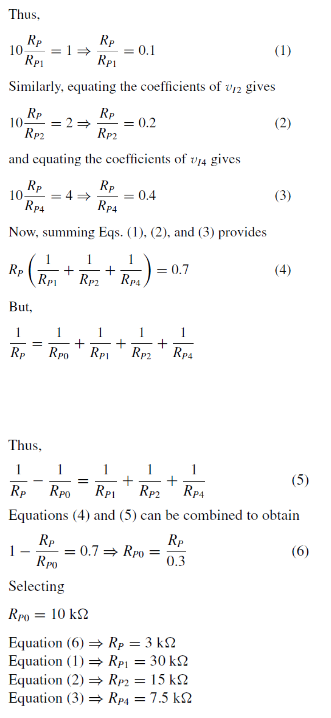 Thus,
10 R_P/R_P1 = 1 ⇒ R_P/R_P1 = 0.1 (1)
Similarly, equating the coefficients of v_I2 gives
10 R_P/R_P2 = 2 ⇒ R_P/R_P2 = 0.2 (2)
and equating the coefficients of v_I4 gives
10 R_P/R_P4 = 4 ⇒ R_P/R_P4 = 0.4 (3)
Now, summing Eqs. (1), (2), and (3) provides
R_P (1/R_P1 + 1/R_P2 + 1/R_P4) = 0.7 (4)
But,
1/R_P = 1/R_P0 + 1/R_P1 + 1/R_P2 + 1/R_P4
Thus,
1/R_P − 1/R_P0 = 1/R_P1 + 1/R_P2 + 1/R_P4 (5)
Equations (4) and (5) can be combined to obtain
1 − R_P/R_P0 = 0.7 ⇒ R_P0 = R_P/0.3 (6)
Selecting
R_P0 = 10 kΩ
Equation (6) ⇒ R_P = 3 kΩ
Equation (1) ⇒ R_P1 = 30 kΩ
Equation (2) ⇒ R_P2 = 15 kΩ
Equation (3) ⇒ R_P4 = 7.5 kΩ